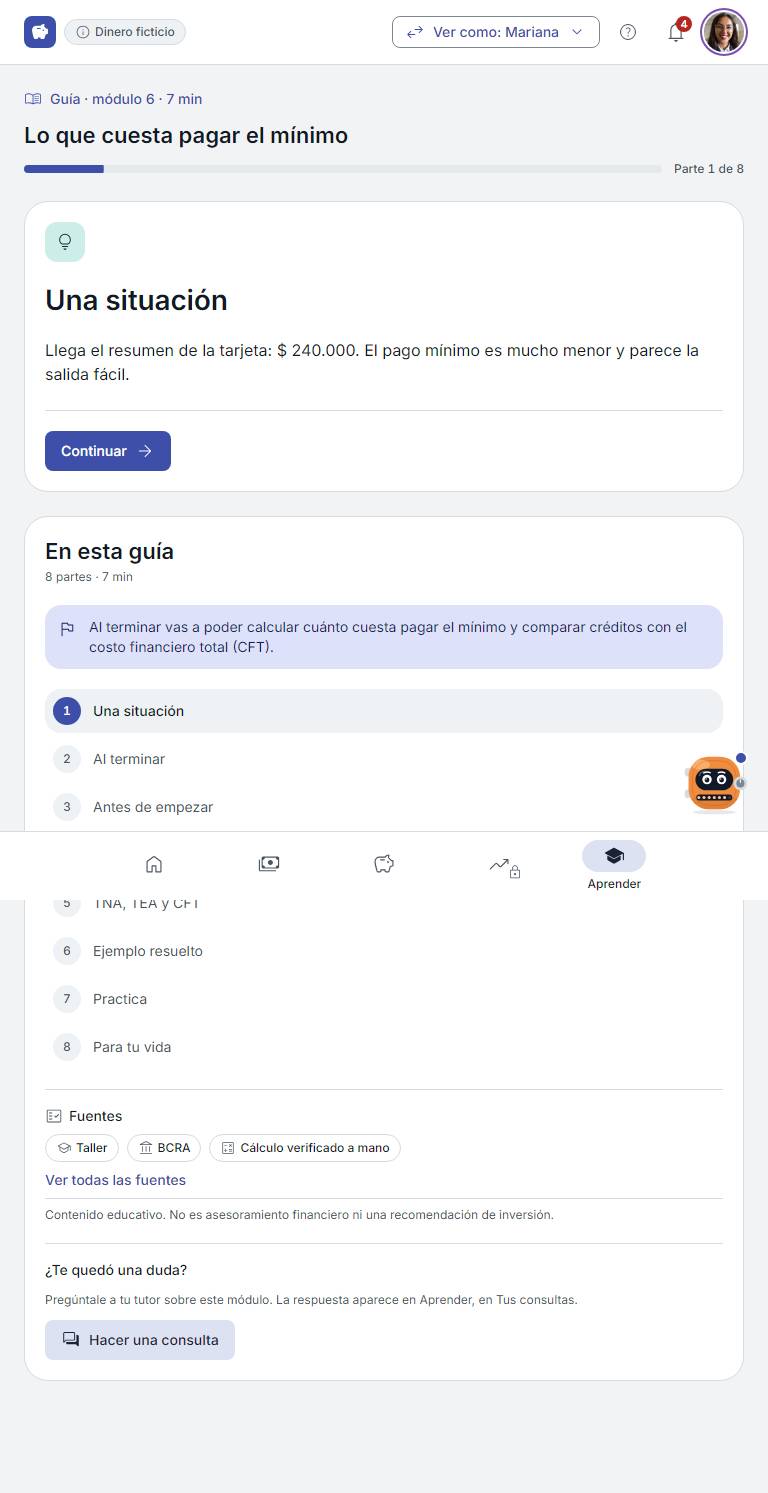 Dinero ficticio
Ver como: Mariana
4
Guía · módulo 6 · 7 min
Lo que cuesta pagar el mínimo
Parte 1 de 8
Una situación
Llega el resumen de la tarjeta: $ 240.000. El pago mínimo es mucho menor y parece la
salida fácil.
Continuar
En esta guía
8 partes · 7 min
Al terminar vas a poder calcular cuánto cuesta pagar el mínimo y comparar créditos con el
costo financiero total (CFT).
1 Una situación
2 Al terminar
3 Antes de empezar
Aprender
5 TNA, TEA y CFT
6 Ejemplo resuelto
7 Practica
8 Para tu vida
Fuentes
Taller
BCRA
Cálculo verificado a mano
Ver todas las fuentes
Contenido educativo. No es asesoramiento financiero ni una recomendación de inversión.
¿Te quedó una duda?
Pregúntale a tu tutor sobre este módulo. La respuesta aparece en Aprender, en Tus consultas.
Hacer una consulta